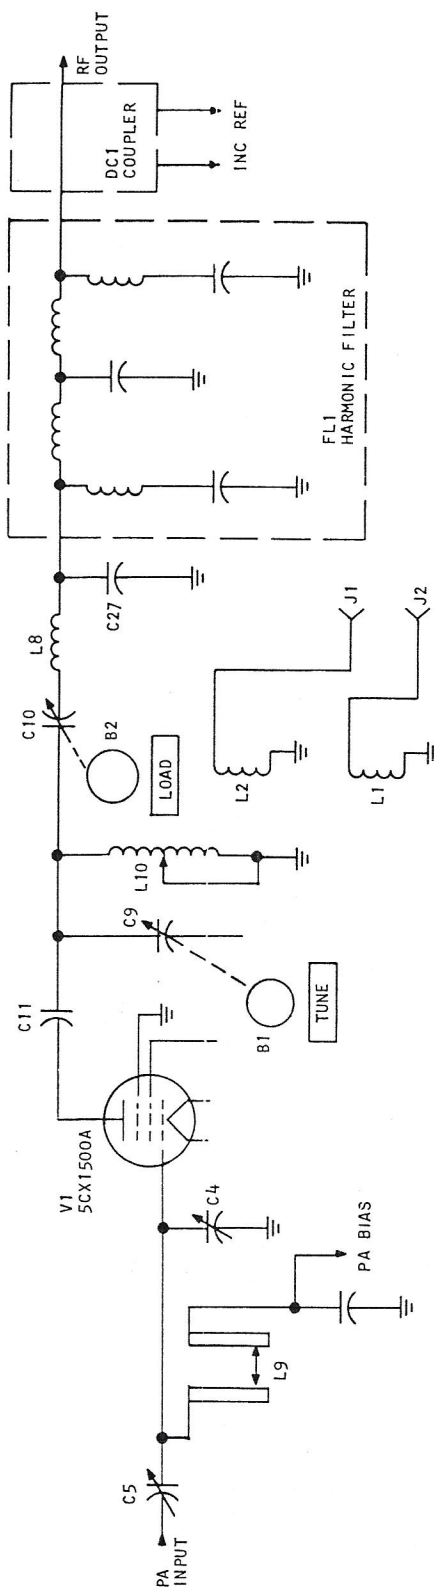 PA
INPUT
C5
L9
PA BIAS
C4
V1
5CX1500A
C11
B1
TUNE
C9
L10
LOAD
B2
C10
L8
C27
L2
L1
J1
J2
FL1
HARMONIC FILTER
DC1
COUPLER
INC REF
RF
OUTPUT